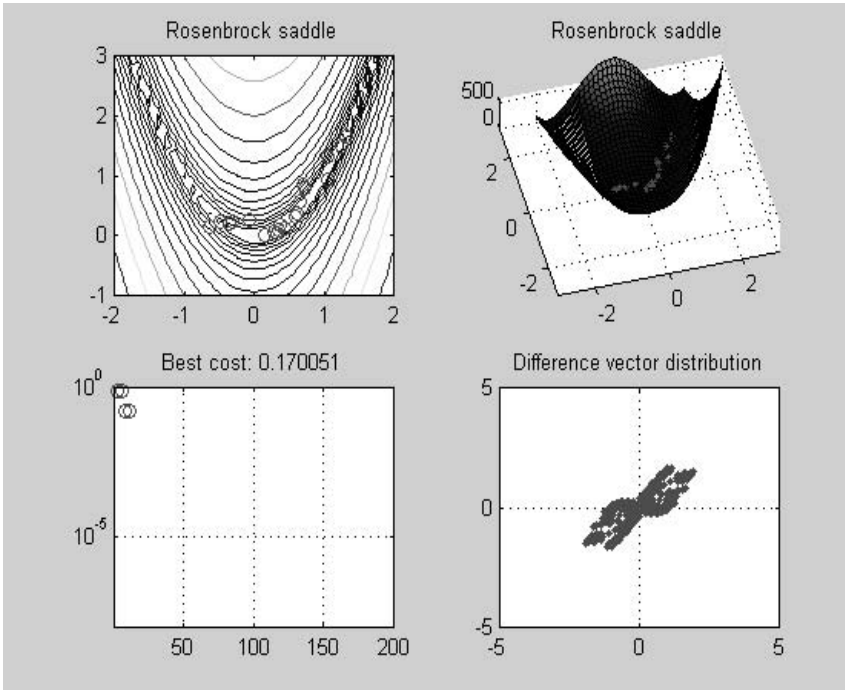 Rosenbrock saddle
3
2
1
0
-1
-2 -1 0 1 2
Rosenbrock saddle
500
0
2
0
-2
-2 0 2
Best cost: 0.170051
10^0
10^-5
50 100 150 200
Difference vector distribution
5
0
-5
-5 0 5